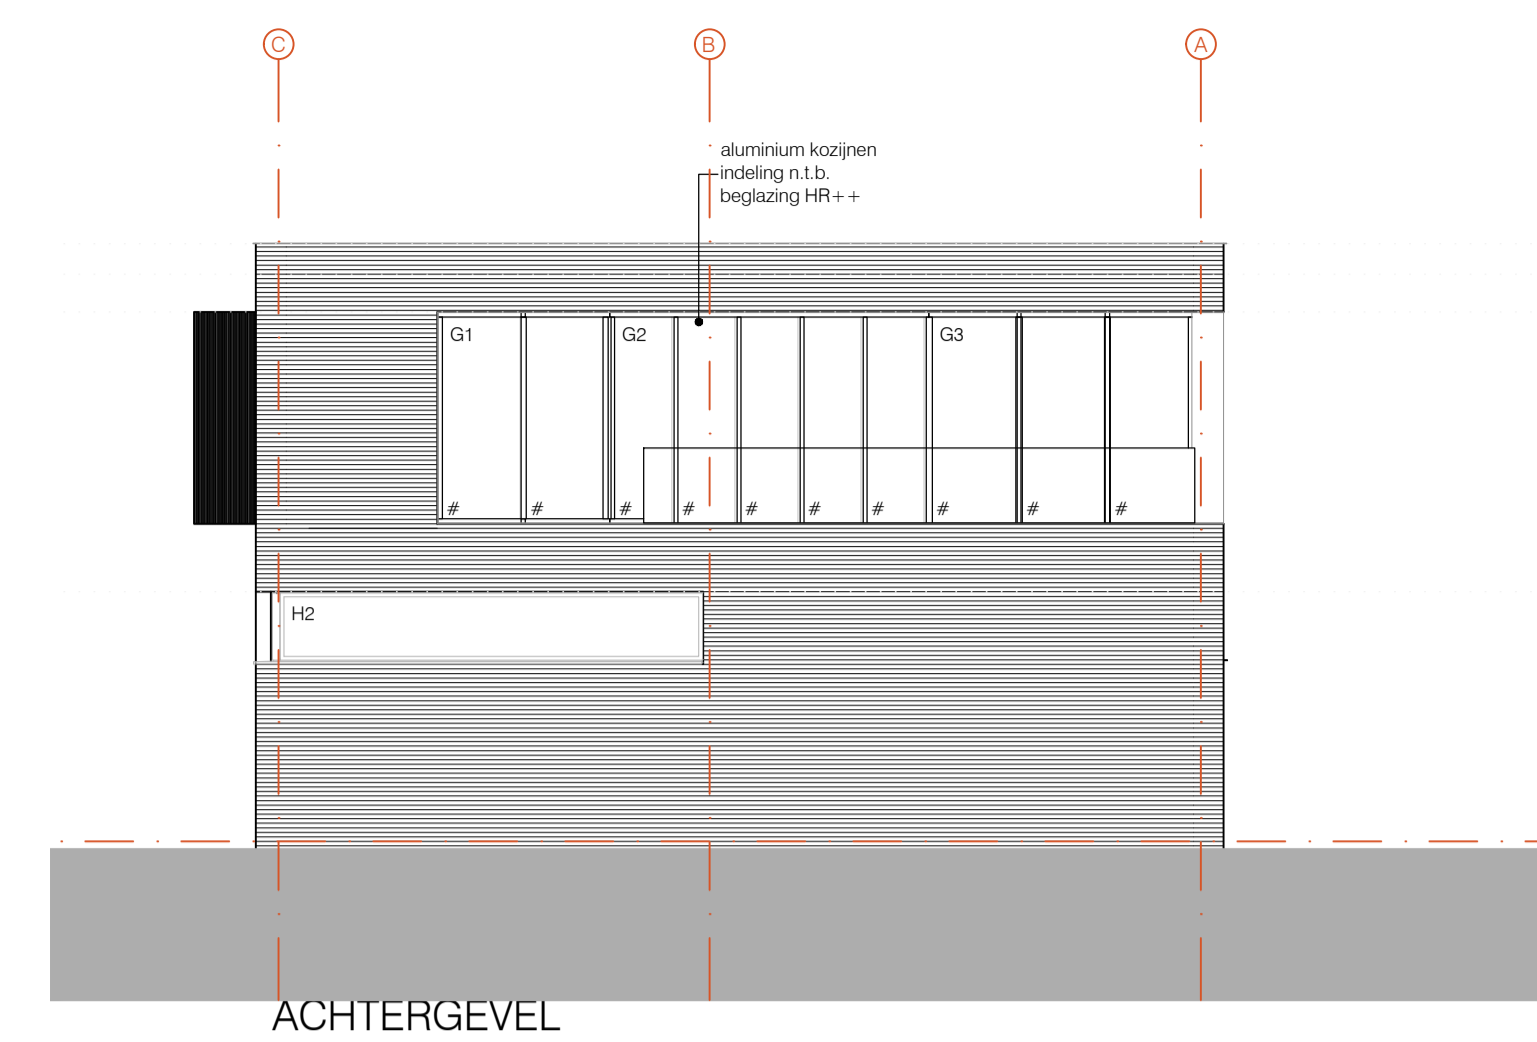 C B A
aluminium kozijnen
indeling n.t.b.
beglazing HR++
G1 G2 G3
# # # # # # # # # #
H2
ACHTERGEVEL